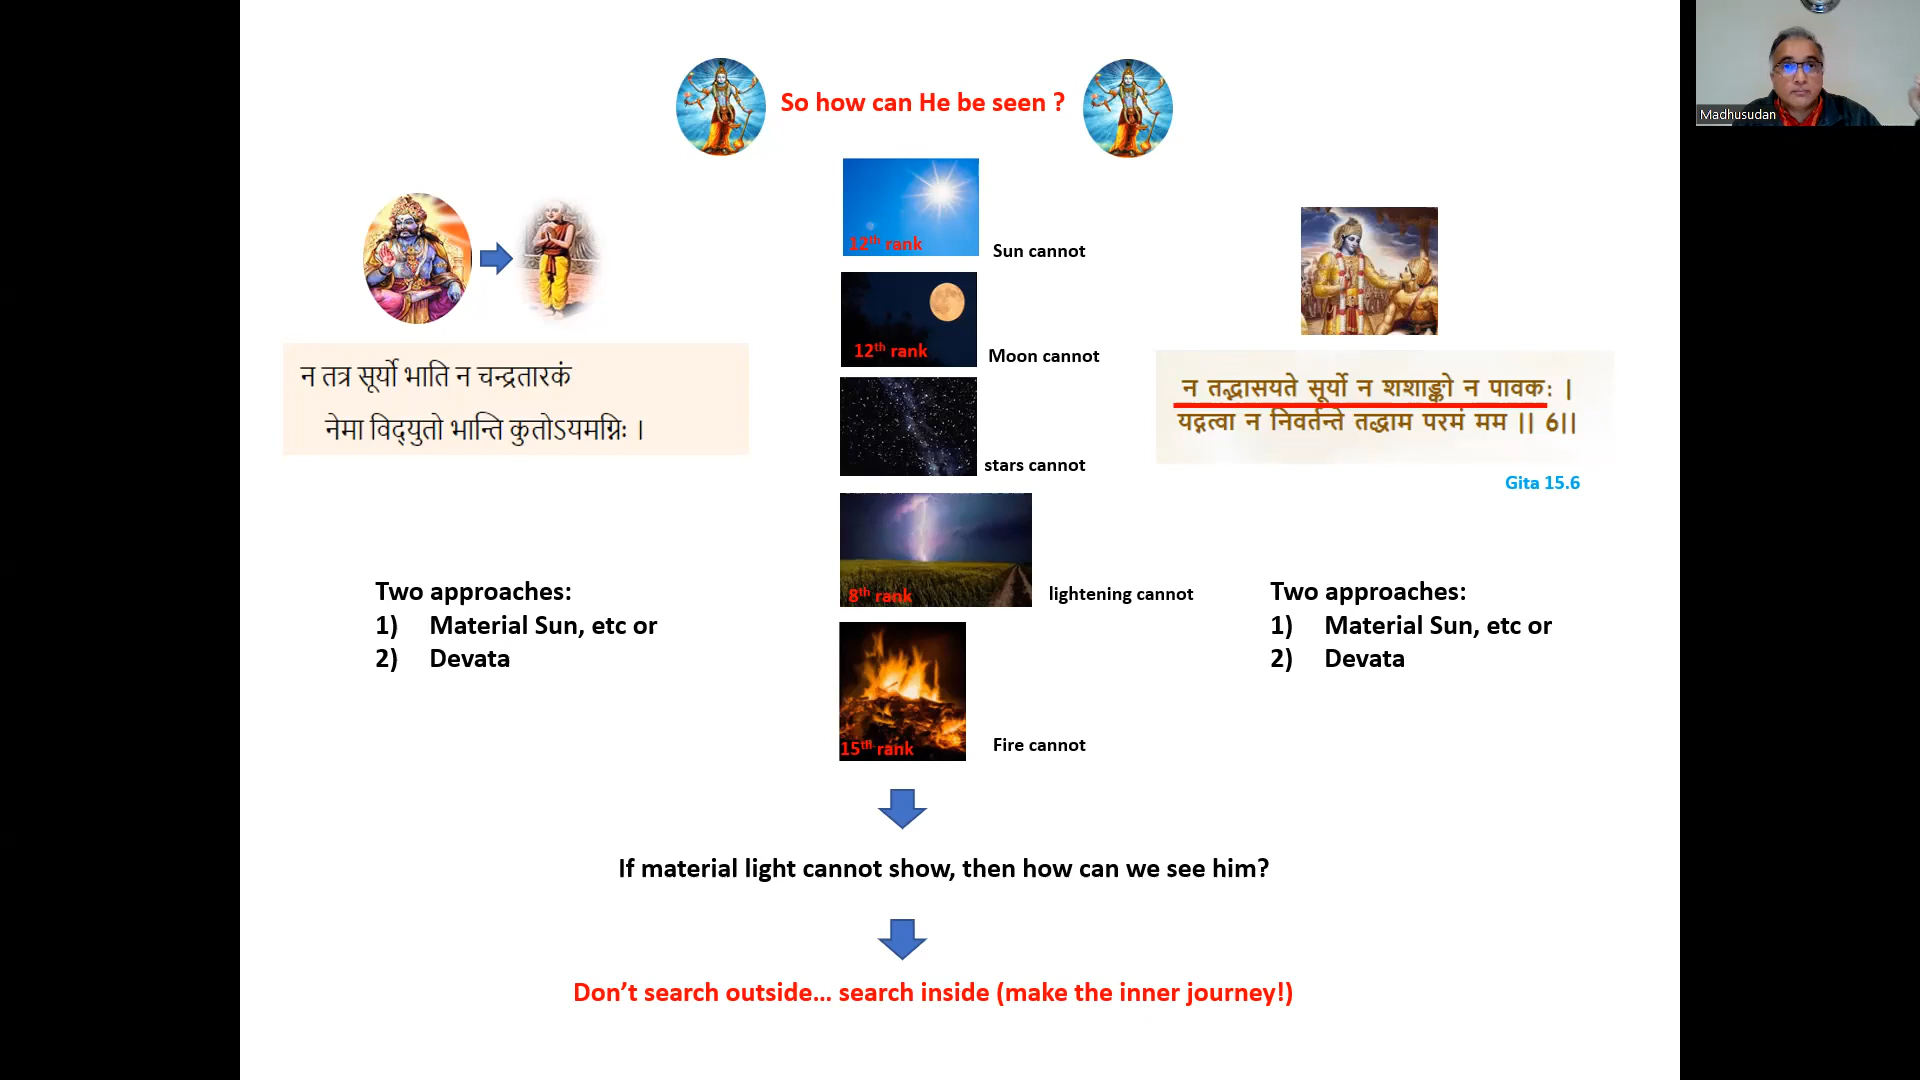 So how can He be seen ?
12th rank
Sun cannot
12th rank
Moon cannot
stars cannot
8th rank
lightening cannot
15th rank
Fire cannot
न तत्र सूर्यो भाति न चन्द्रतारकं
नेमा विद्युतो भान्ति कुतोऽयमग्निः ।
Two approaches:
1) Material Sun, etc or
2) Devata
न तद्भासयते सूर्यो न शशाङ्को न पावकः |
यद्गत्वा न निवर्तन्ते तद्धाम परमं मम || 6||
Gita 15.6
Two approaches:
1) Material Sun, etc or
2) Devata
If material light cannot show, then how can we see him?
Don’t search outside... search inside (make the inner journey!)
Madhusudan